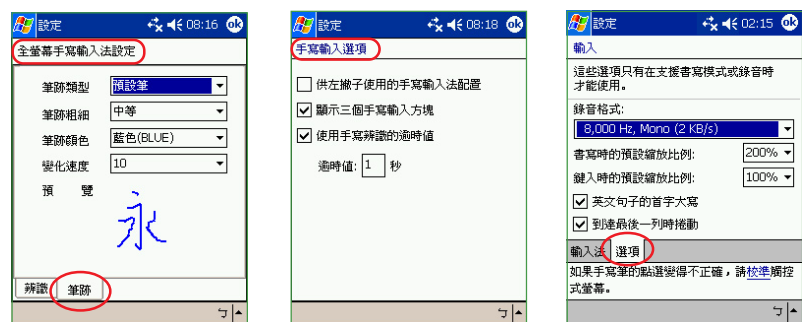 設定 08:16 ok
全螢幕手寫輸入法設定
筆跡類型 預設筆
筆跡粗細 中等
筆跡顏色 藍色(BLUE)
變化速度 10
預 覽
永
辨識 筆跡
ㄅ
設定 08:18 ok
手寫輸入選項
供左撇子使用的手寫輸入法配置
顯示三個手寫輸入方塊
使用手寫辨識的逾時值
逾時值: 1 秒
ㄅ
設定 02:15 ok
輸入
這些選項只有在支援書寫模式或錄音時
才能使用。
錄音格式:
8,000 Hz, Mono (2 KB/s)
書寫時的預設縮放比例: 200%
鍵入時的預設縮放比例: 100%
英文句子的首字大寫
到達最後一列時捲動
輸入法 選項
如果手寫筆的點選變得不正確，請校準觸控
式螢幕。
ㄅ